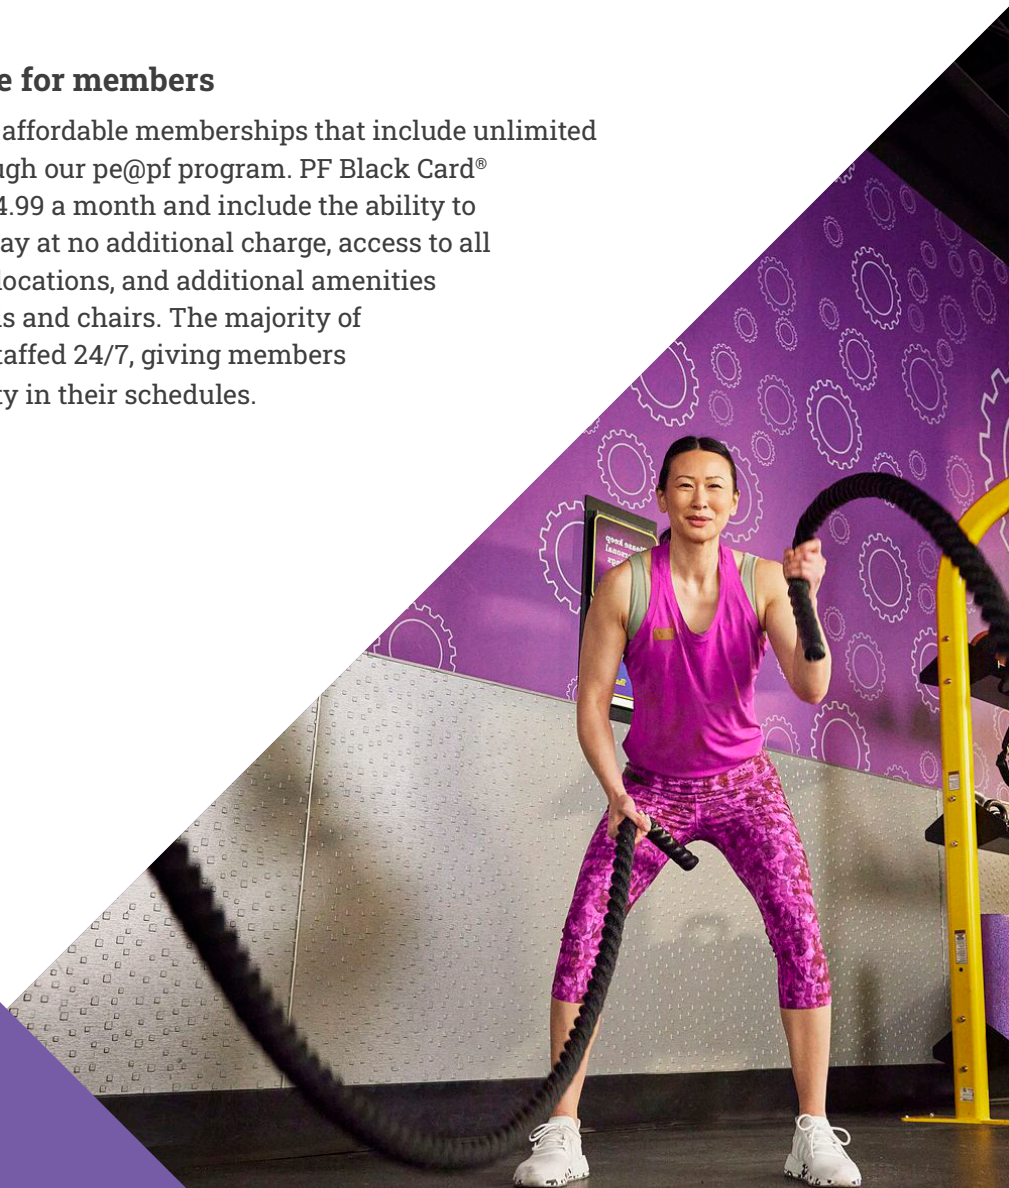 e for members
affordable memberships that include unlimited
ugh our pe@pf program. PF Black Card®
4.99 a month and include the ability to
ay at no additional charge, access to all
locations, and additional amenities
s and chairs. The majority of
taffed 24/7, giving members
ty in their schedules.
please keep